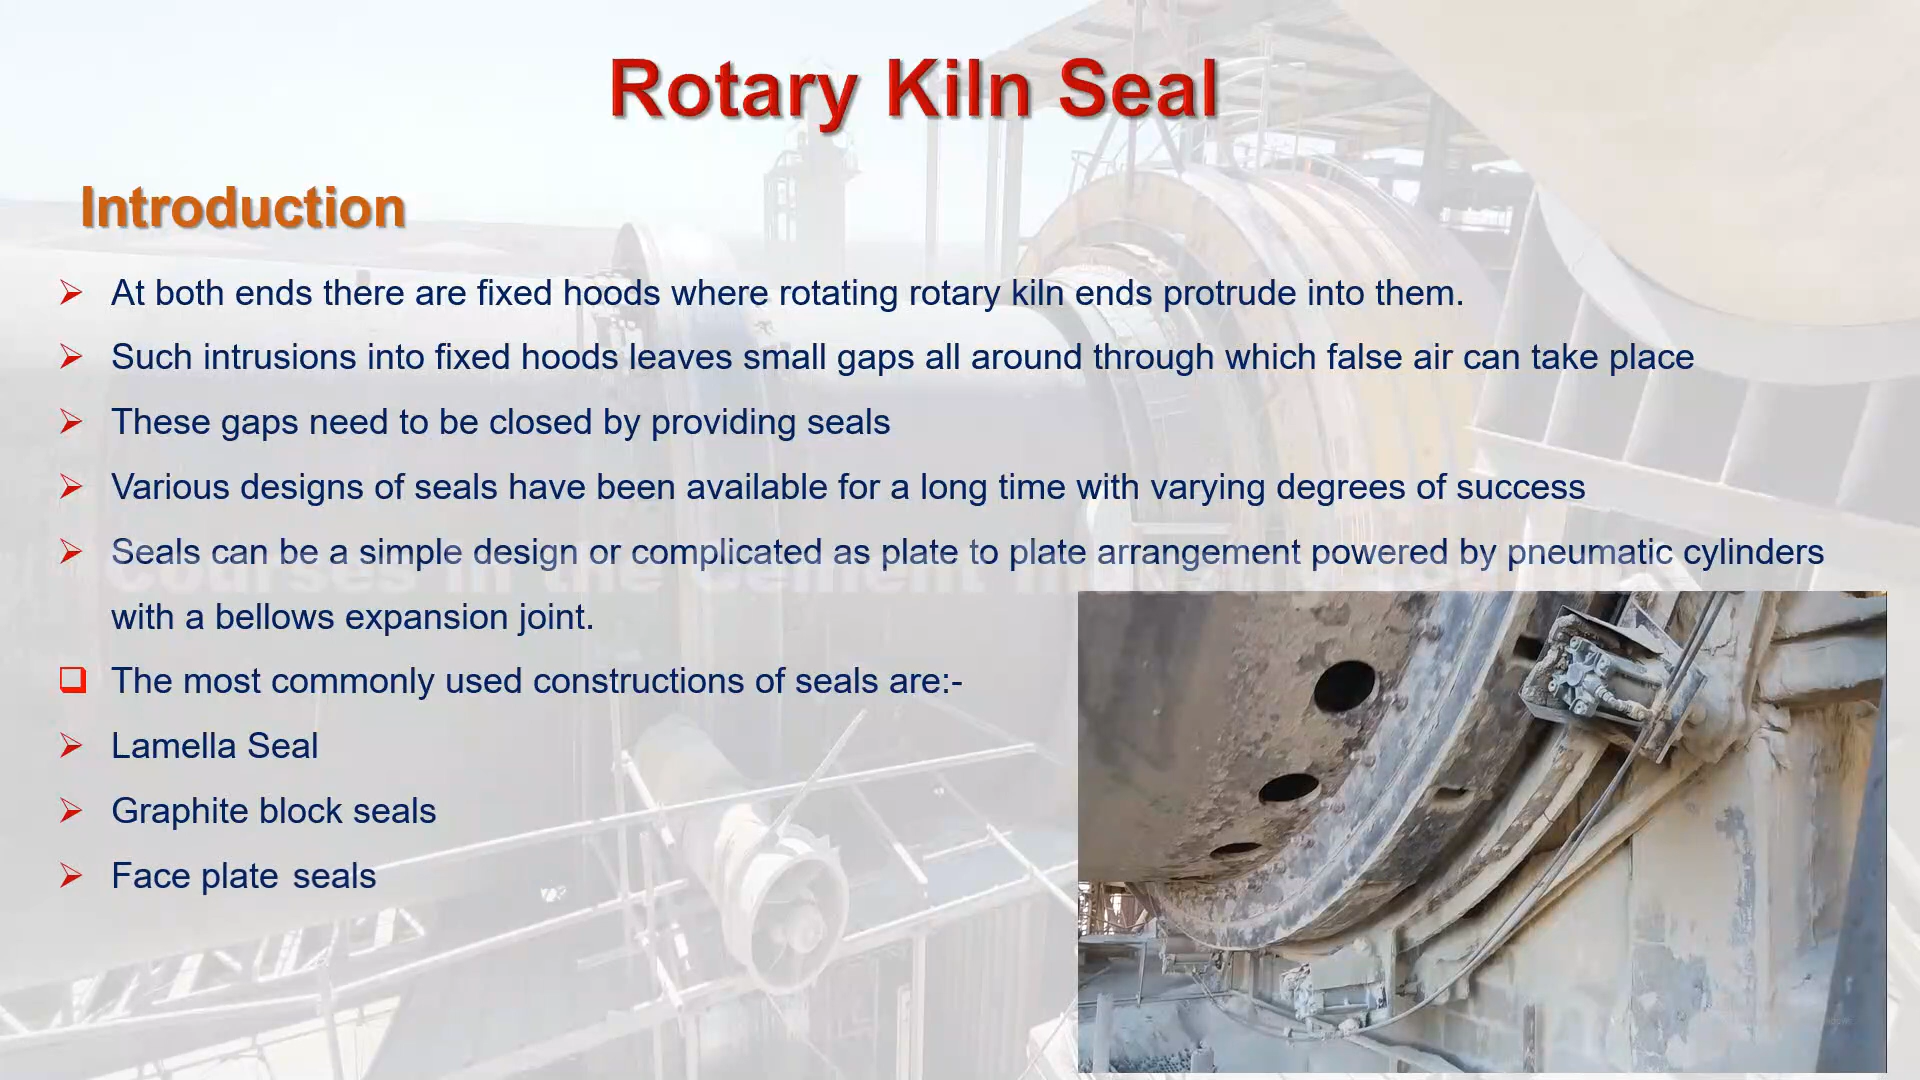 Rotary Kiln Seal
Introduction
At both ends there are fixed hoods where rotating rotary kiln ends protrude into them.
Such intrusions into fixed hoods leaves small gaps all around through which false air can take place
These gaps need to be closed by providing seals
Various designs of seals have been available for a long time with varying degrees of success
Seals can be a simple design or complicated as plate to plate arrangement powered by pneumatic cylinders
Courses in the cement
with a bellows expansion joint.
The most commonly used constructions of seals are:-
Lamella Seal
Graphite block seals
Face plate seals